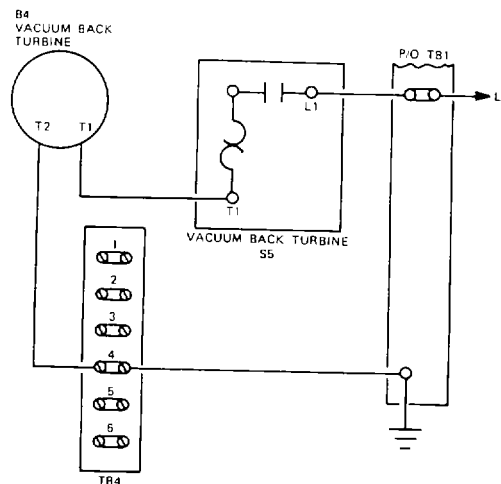 B4
VACUUM BACK
TURBINE
T2 T1
P/O TB1
L1
L
T1
VACUUM BACK TURBINE
S5
1
2
3
4
5
6
TB4